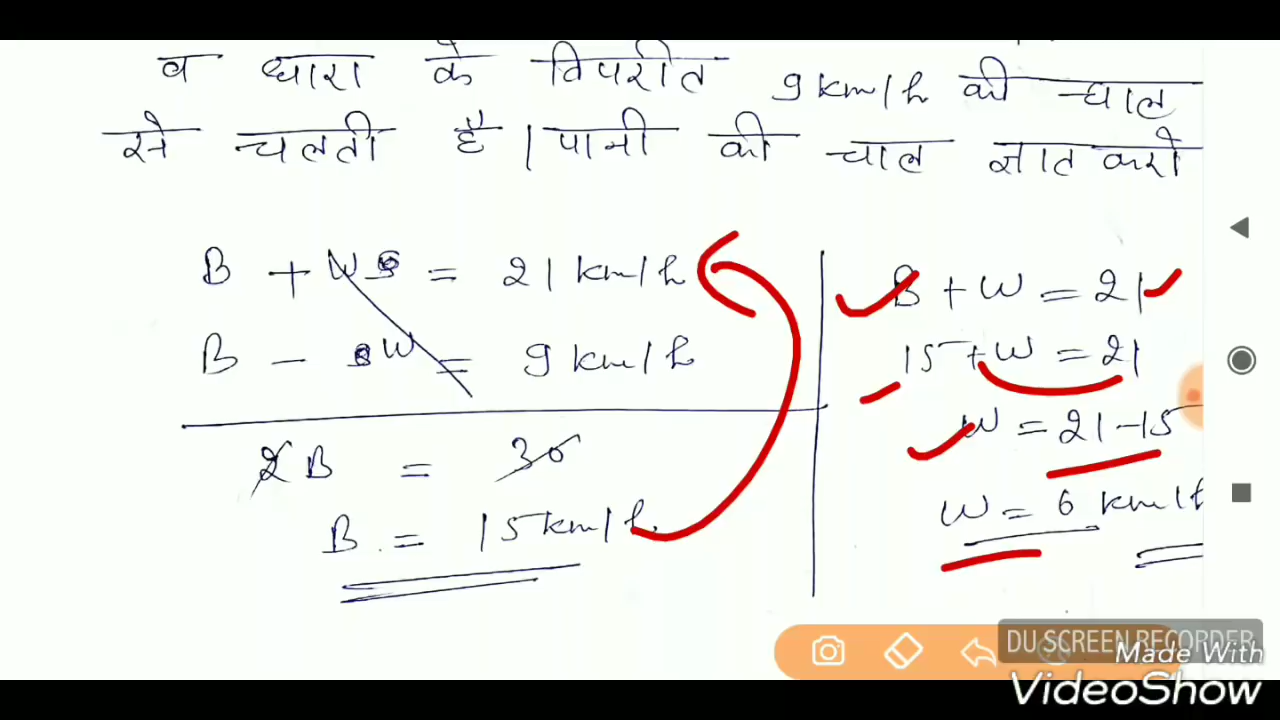 व धारा के विपरीत 9 km/h की चाल
से चलती है | पानी की चाल ज्ञात करो
B + W = 21 km/h
B - W = 9 km/h
2B = 30
B = 15 km/h
B + W = 21
15 + W = 21
W = 21 - 15
W = 6 km/h
DU SCREEN RECORDER
Made With
VideoShow